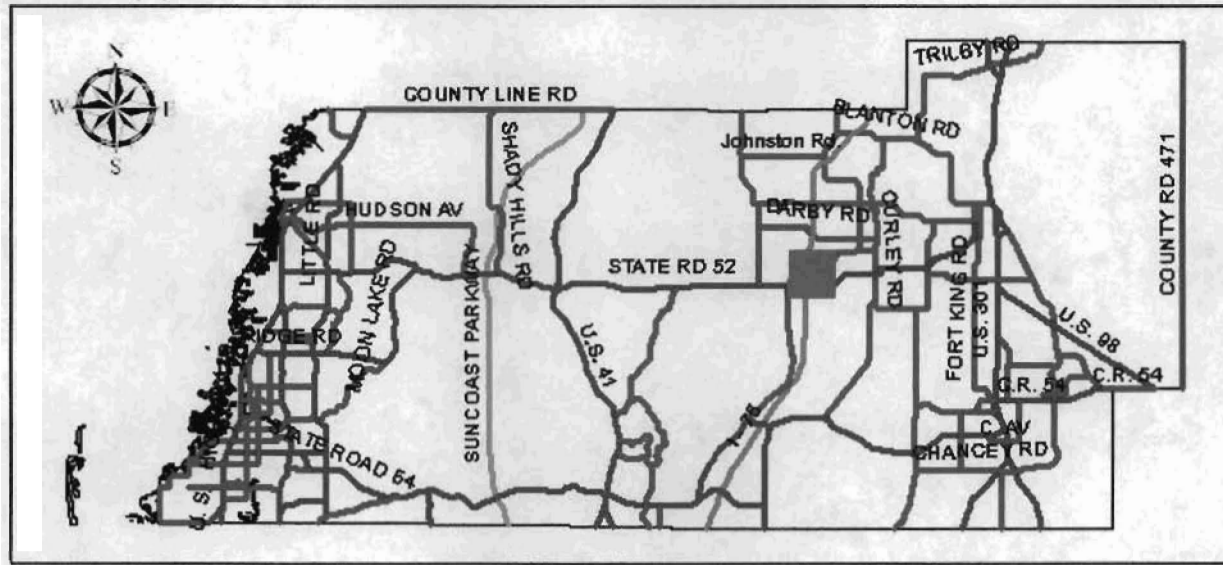 N
W
E
S
TRILBY RD
COUNTY LINE RD
BLANTON RD
SHADY HILLS RD
Johnston Rd.
COUNTY RD 471
LITTLE RD
HUDSON AV
DARBY RD
CURLEY RD
MOON LAKE RD
SUNCOAST PARKWAY
STATE RD 52
FORT KING RD
U.S. 301
U.S. 98
RIDGE RD
U.S. 41
I-75
C.R. 54
C.R. 54
STATE ROAD 54
C. AV
CHANCEY RD
U.S.